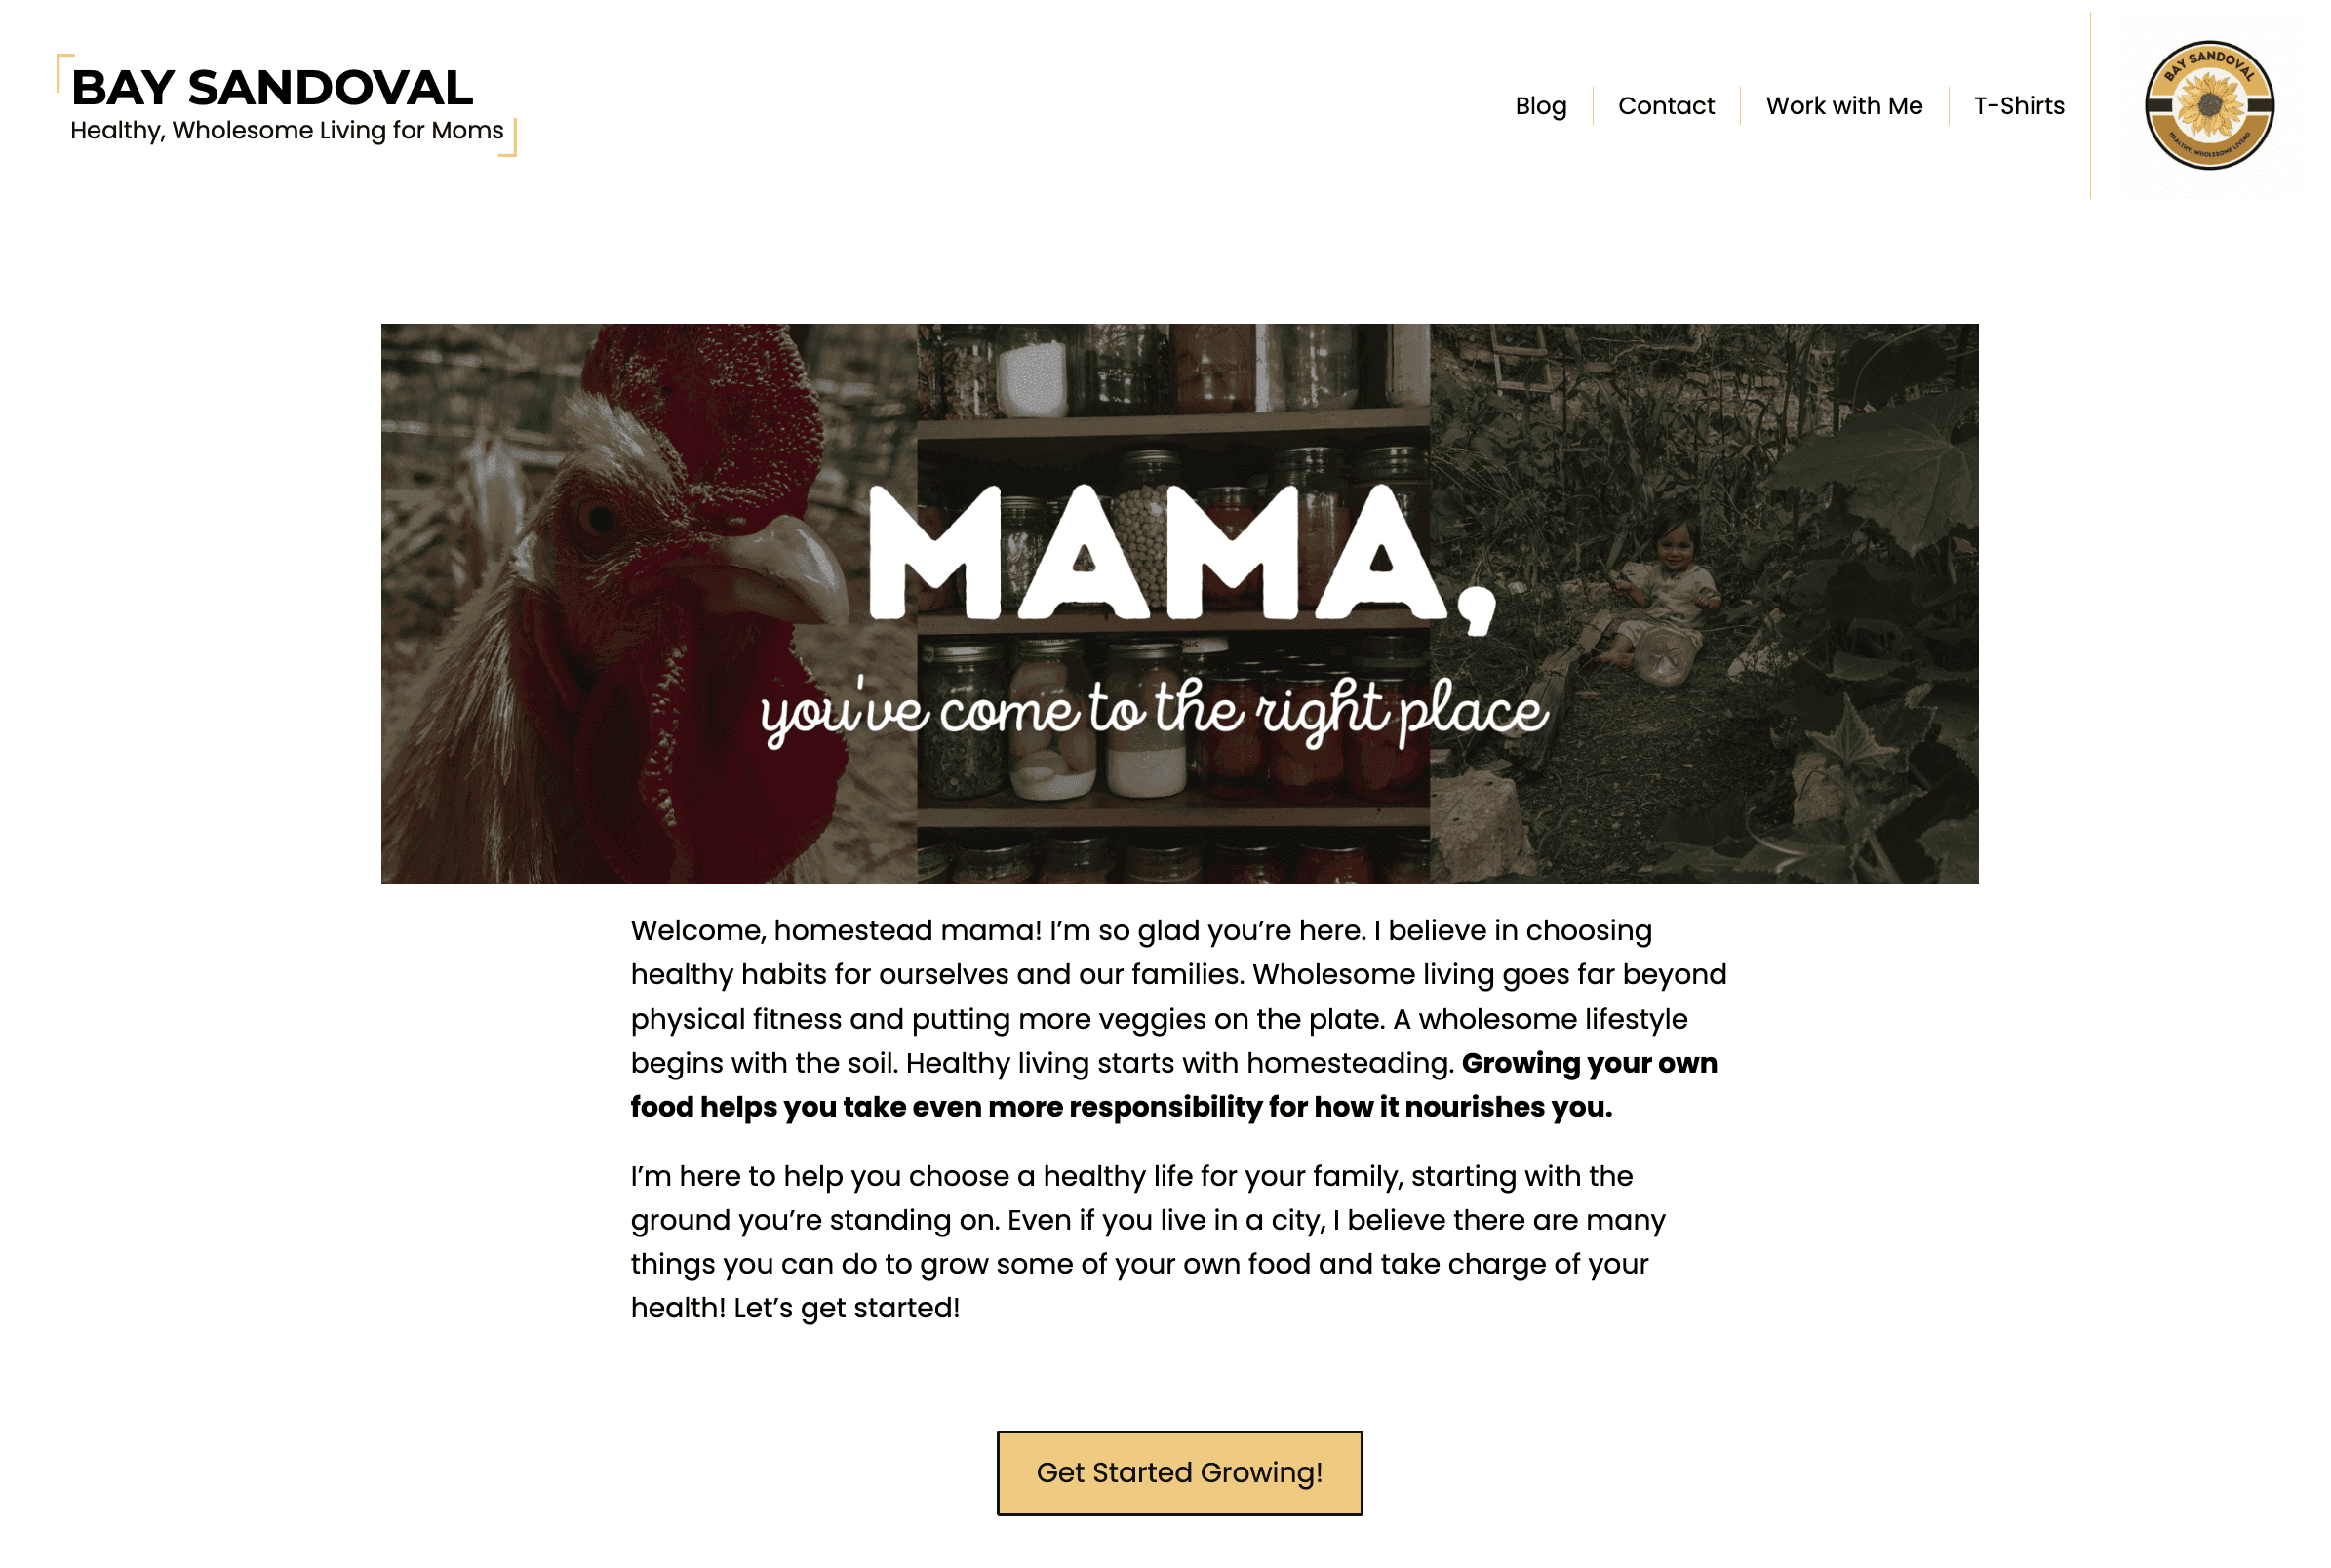 BAY SANDOVAL
Healthy, Wholesome Living for Moms
Blog
Contact
Work with Me
T-Shirts
BAY SANDOVAL
HEALTHY, WHOLESOME LIVING
MAMA,
you've come to the right place
Welcome, homestead mama! I’m so glad you’re here. I believe in choosing
healthy habits for ourselves and our families. Wholesome living goes far beyond
physical fitness and putting more veggies on the plate. A wholesome lifestyle
begins with the soil. Healthy living starts with homesteading. Growing your own
food helps you take even more responsibility for how it nourishes you.
I’m here to help you choose a healthy life for your family, starting with the
ground you’re standing on. Even if you live in a city, I believe there are many
things you can do to grow some of your own food and take charge of your
health! Let’s get started!
Get Started Growing!